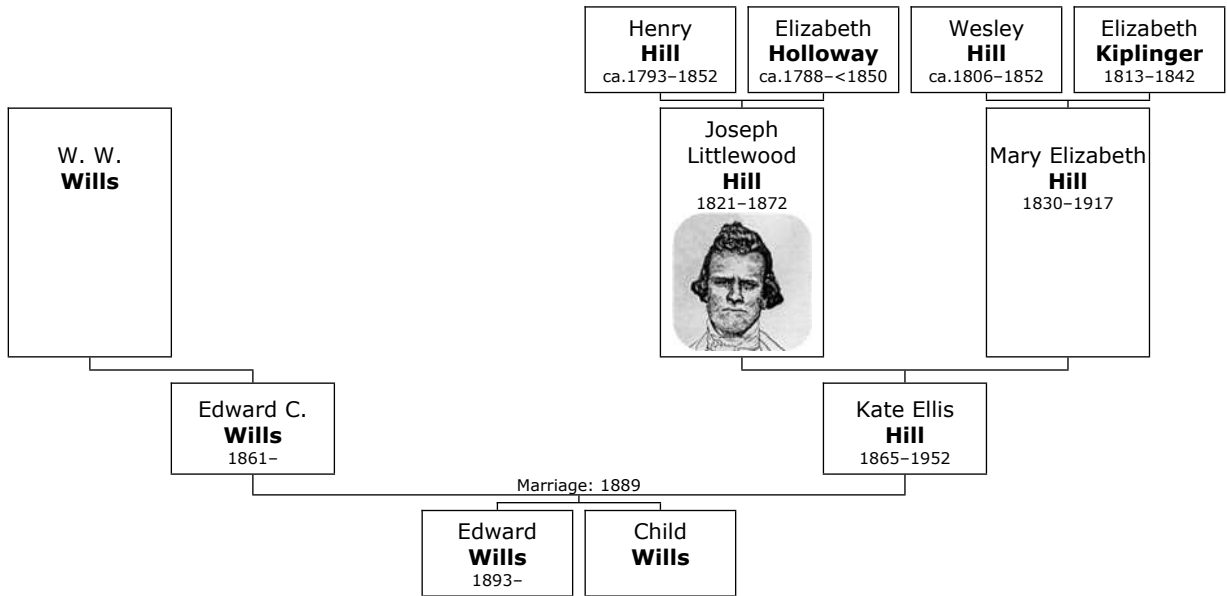 Henry
Hill
ca.1793–1852
Elizabeth
Holloway
ca.1788–<1850
Wesley
Hill
ca.1806–1852
Elizabeth
Kiplinger
1813–1842
W. W.
Wills
Joseph
Littlewood
Hill
1821–1872
Mary Elizabeth
Hill
1830–1917
Edward C.
Wills
1861–
Kate Ellis
Hill
1865–1952
Marriage: 1889
Edward
Wills
1893–
Child
Wills